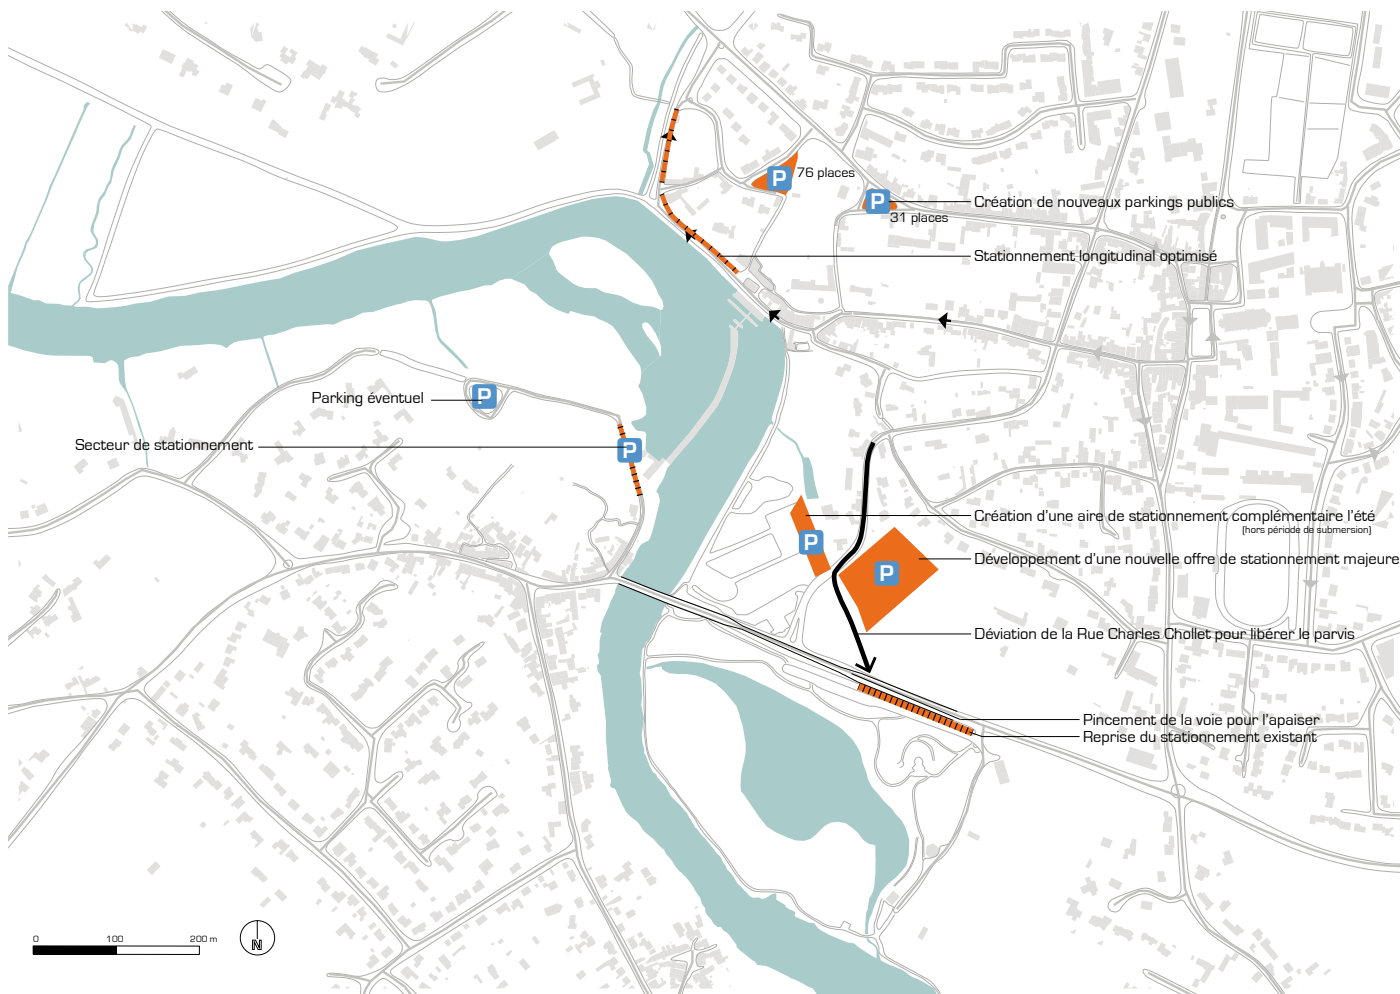 P
76 places
P
Création de nouveaux parkings publics
31 places
Stationnement longitudinal optimisé
Parking éventuel
P
Secteur de stationnement
P
Création d'une aire de stationnement complémentaire l'été
(hors période de submersion)
P
Développement d'une nouvelle offre de stationnement majeure
P
Déviation de la Rue Charles Chollet pour libérer le parvis
Pincement de la voie pour l'apaiser
Reprise du stationnement existant
0 100 200 m
N